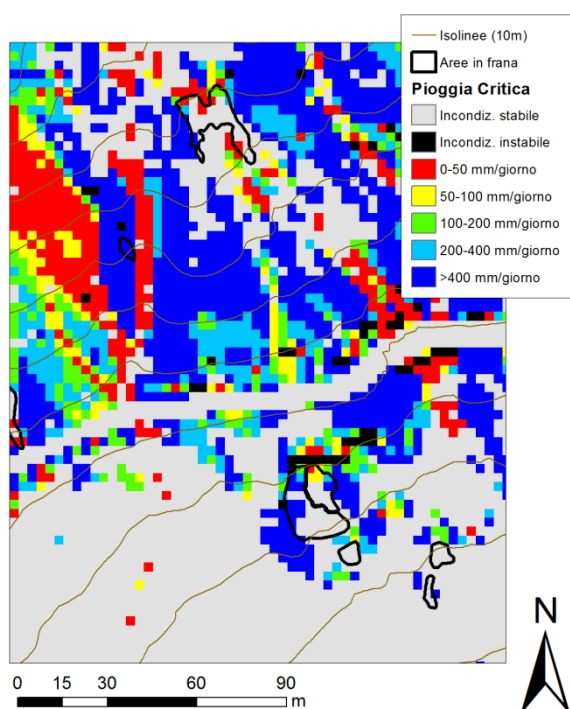 Isolinee (10m)
Aree in frana
Pioggia Critica
Incondiz. stabile
Incondiz. instabile
0-50 mm/giorno
50-100 mm/giorno
100-200 mm/giorno
200-400 mm/giorno
>400 mm/giorno
N
0 15 30 60 90
m